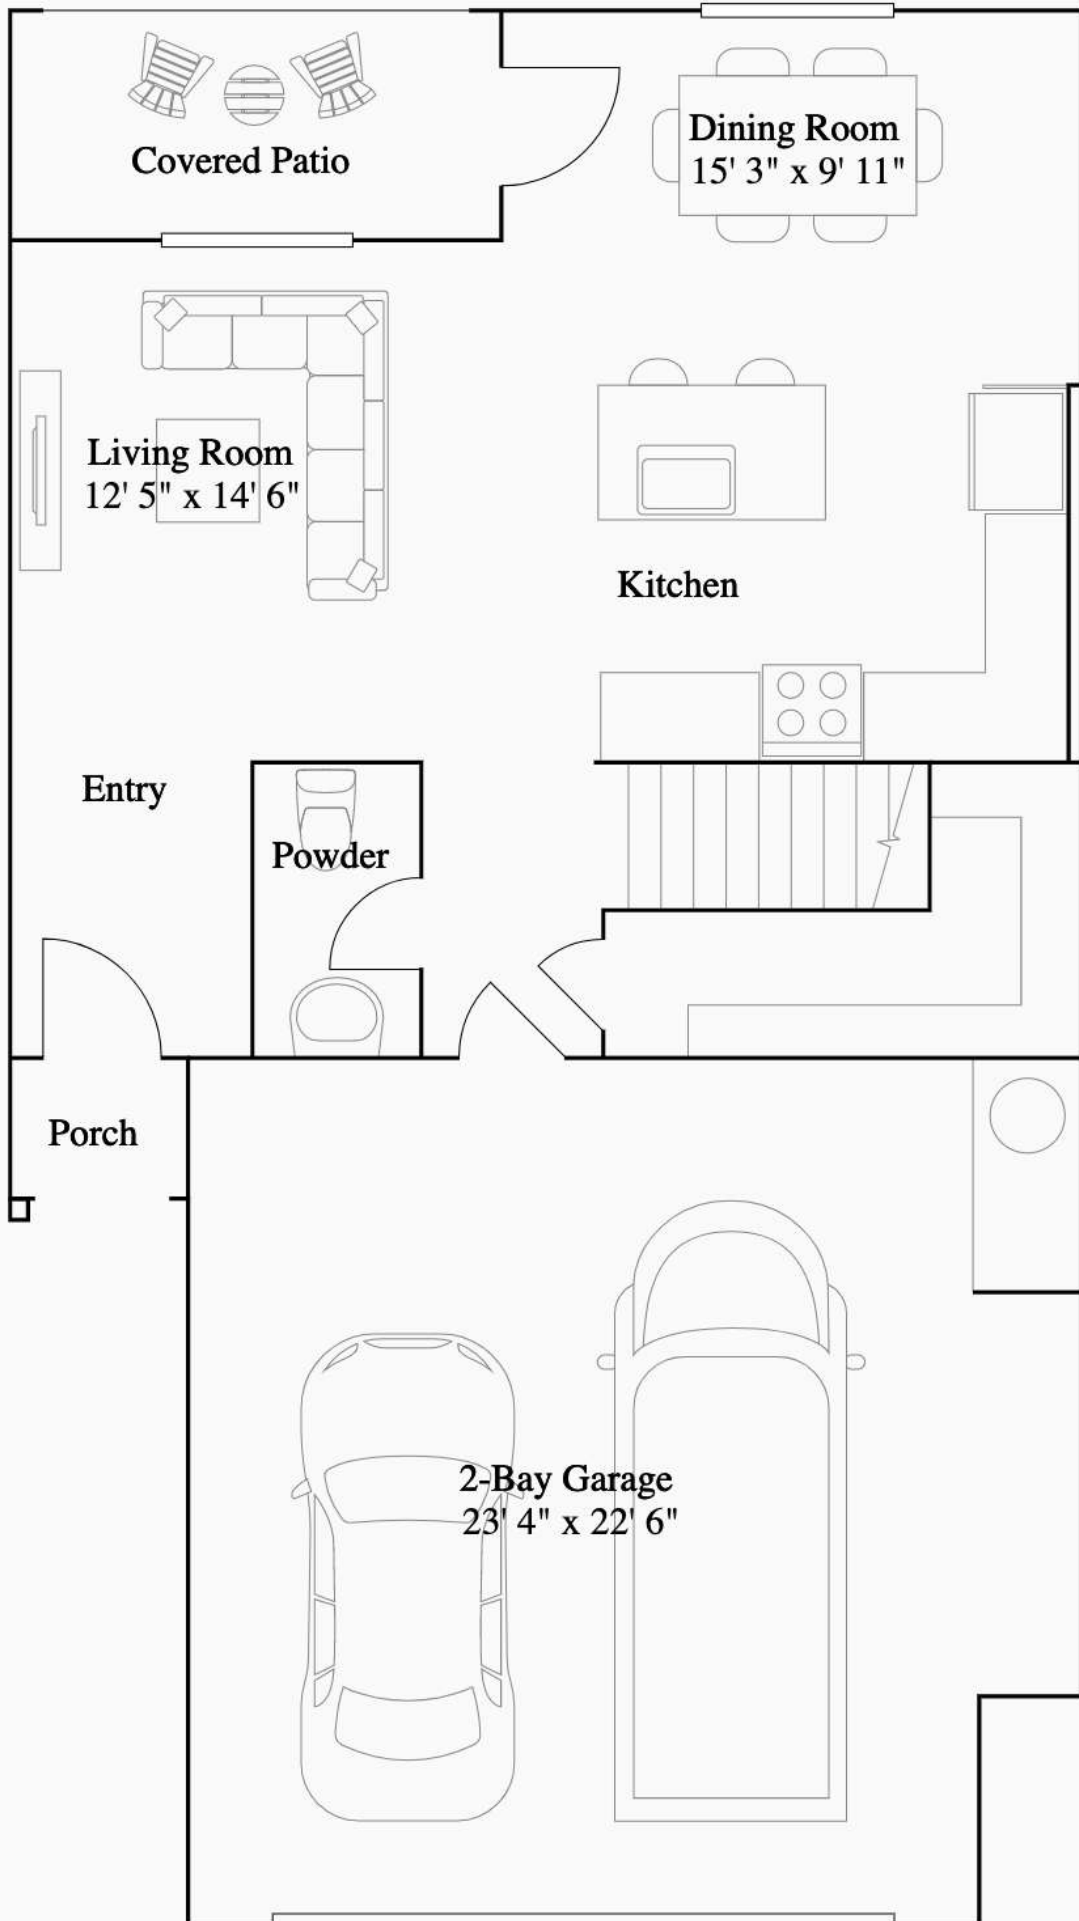 Covered Patio
Dining Room
15' 3" x 9' 11"
Living Room
12' 5" x 14' 6"
Kitchen
Entry
Powder
Porch
2-Bay Garage
23' 4" x 22' 6"